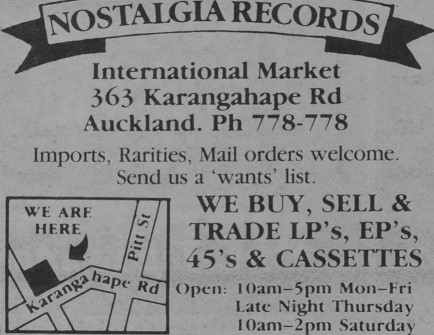 NOSTALGIA RECORDS
International Market
363 Karangahape Rd
Auckland. Ph 778-778
Imports, Rarities, Mail orders welcome.
Send us a ‘wants’ list.
WE ARE
HERE
Pitt St
Karangahape Rd
WE BUY, SELL &
TRADE LP's, EP's,
45's & CASSETTES
Open: 10am–5pm Mon–Fri
Late Night Thursday
10am–2pm Saturday